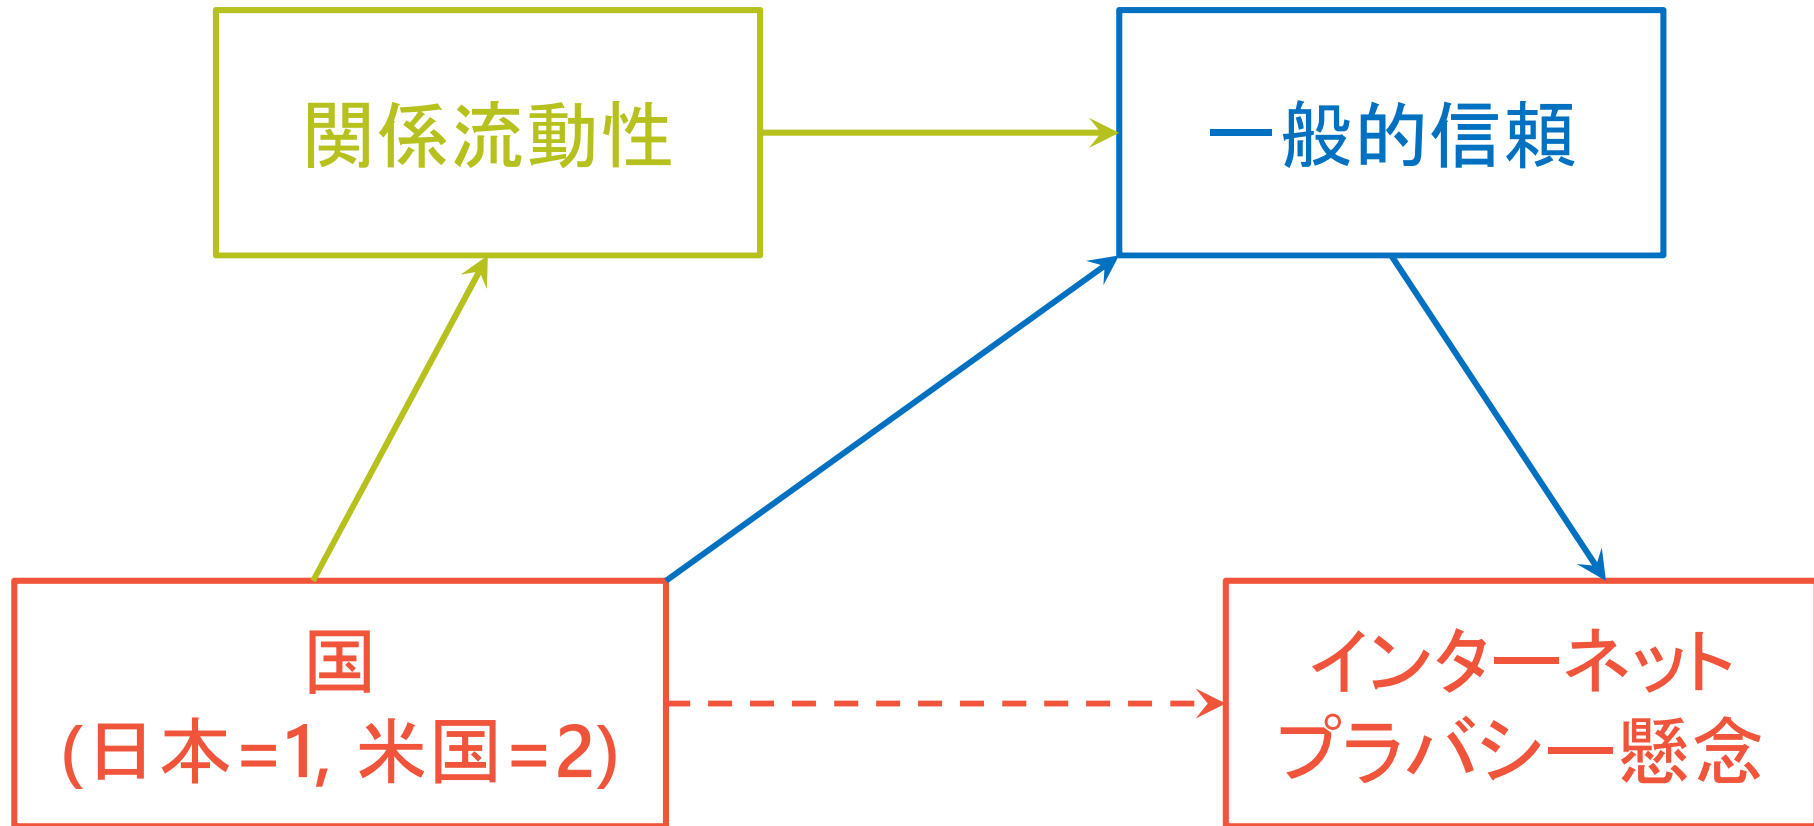 関係流動性
一般的信頼
国
(日本=1, 米国=2)
インターネット
プラバシー懸念